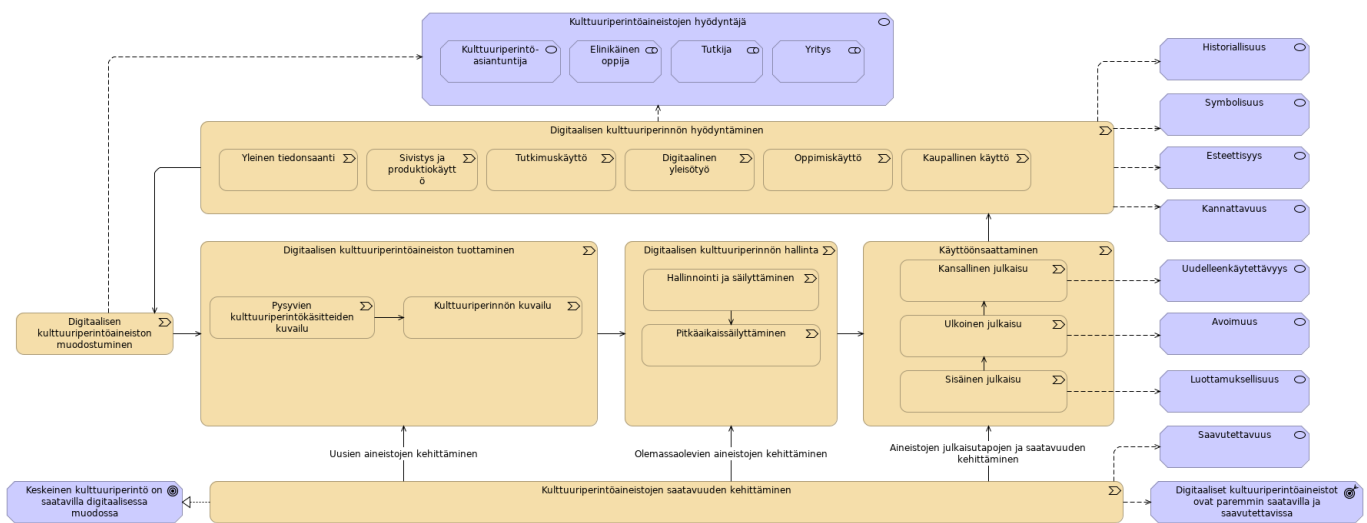 Kulttuuriperintöaineistojen hyödyntäjä
Kulttuuriperintö-
asiantuntija
Elinikäinen
oppija
Tutkija
Yritys
Historiallisuus
Symbolisuus
Esteettisyys
Kannattavuus
Digitaalisen kulttuuriperinnön hyödyntäminen
Yleinen tiedonsaanti
Sivistys ja
produktiokäytt
ö
Tutkimuskäyttö
Digitaalinen
yleisötyö
Oppimiskäyttö
Kaupallinen käyttö
Digitaalisen
kulttuuriperintöaineiston
muodostuminen
Digitaalisen kulttuuriperintöaineiston tuottaminen
Pysyvien
kulttuuriperintökäsitteiden
kuvailu
Kulttuuriperinnön kuvailu
Digitaalisen kulttuuriperinnön hallinta
Hallinnointi ja säilyttäminen
Pitkäaikaissäilyttäminen
Käyttöönsaattaminen
Kansallinen julkaisu
Ulkoinen julkaisu
Sisäinen julkaisu
Uudelleenkäytettävyys
Avoimuus
Luottamuksellisuus
Saavutettavuus
Uusien aineistojen kehittäminen
Olemassaolevien aineistojen kehittäminen
Aineistojen julkaisutapojen ja saatavuuden
kehittäminen
Keskeinen kulttuuriperintö on
saatavilla digitaalisessa
muodossa
Kulttuuriperintöaineistojen saatavuuden kehittäminen
Digitaaliset kultuuriperintöaineistot
ovat paremmin saatavilla ja
saavutettavissa